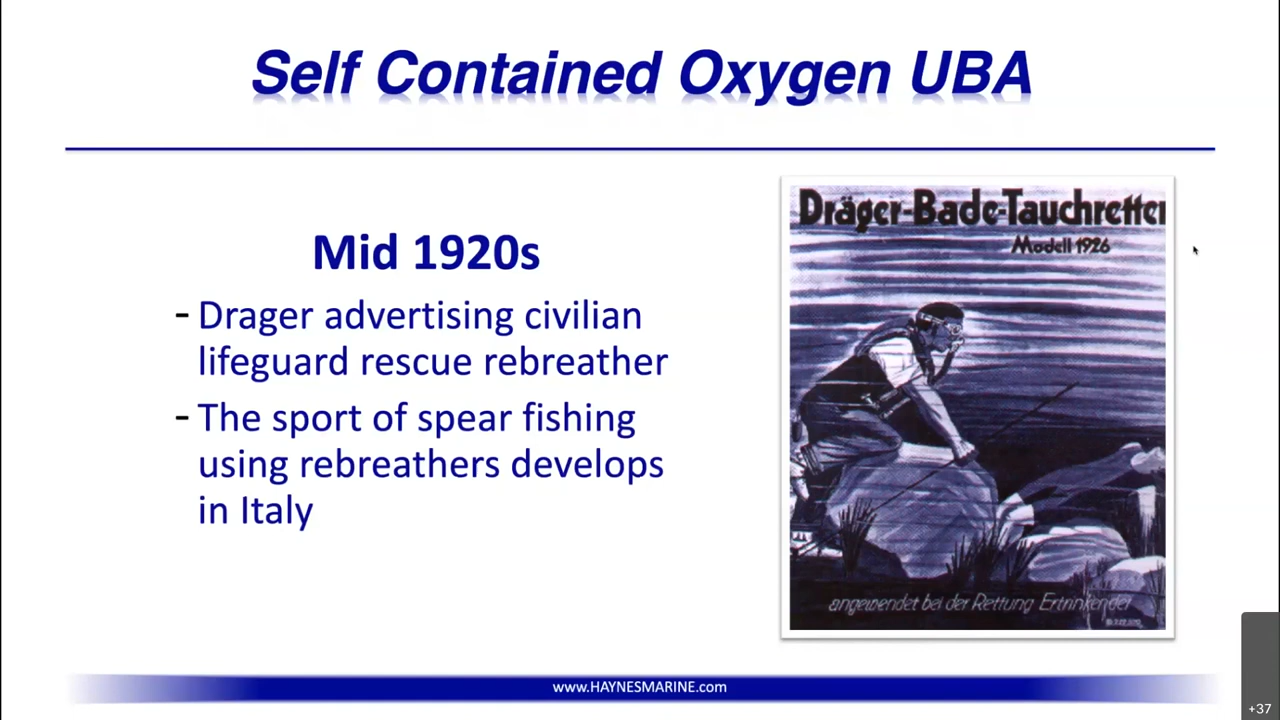 Self Contained Oxygen UBA
Mid 1920s
- Drager advertising civilian
lifeguard rescue rebreather
- The sport of spear fishing
using rebreathers develops
in Italy
Dräger-Bade-Tauchretter
Modell 1926
angewendet bei der Rettung Ertrinkender
www.HAYNESMARINE.com
+37